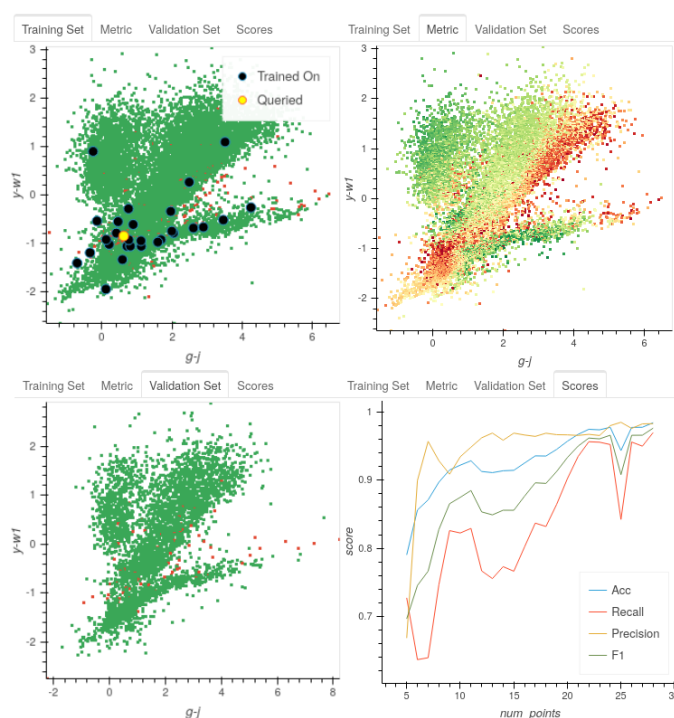 Training Set Metric Validation Set Scores
Trained On
Queried
3
2
1
0
-1
-2
y-w1
0 2 4 6
g-j
Training Set Metric Validation Set Scores
3
2
1
0
-1
-2
y-w1
0 2 4 6
g-j
Training Set Metric Validation Set Scores
2
1
0
-1
-2
y-w1
-2 0 2 4 6 8
g-j
Training Set Metric Validation Set Scores
1
0.9
0.8
0.7
score
Acc
Recall
Precision
F1
5 10 15 20 25
num_points